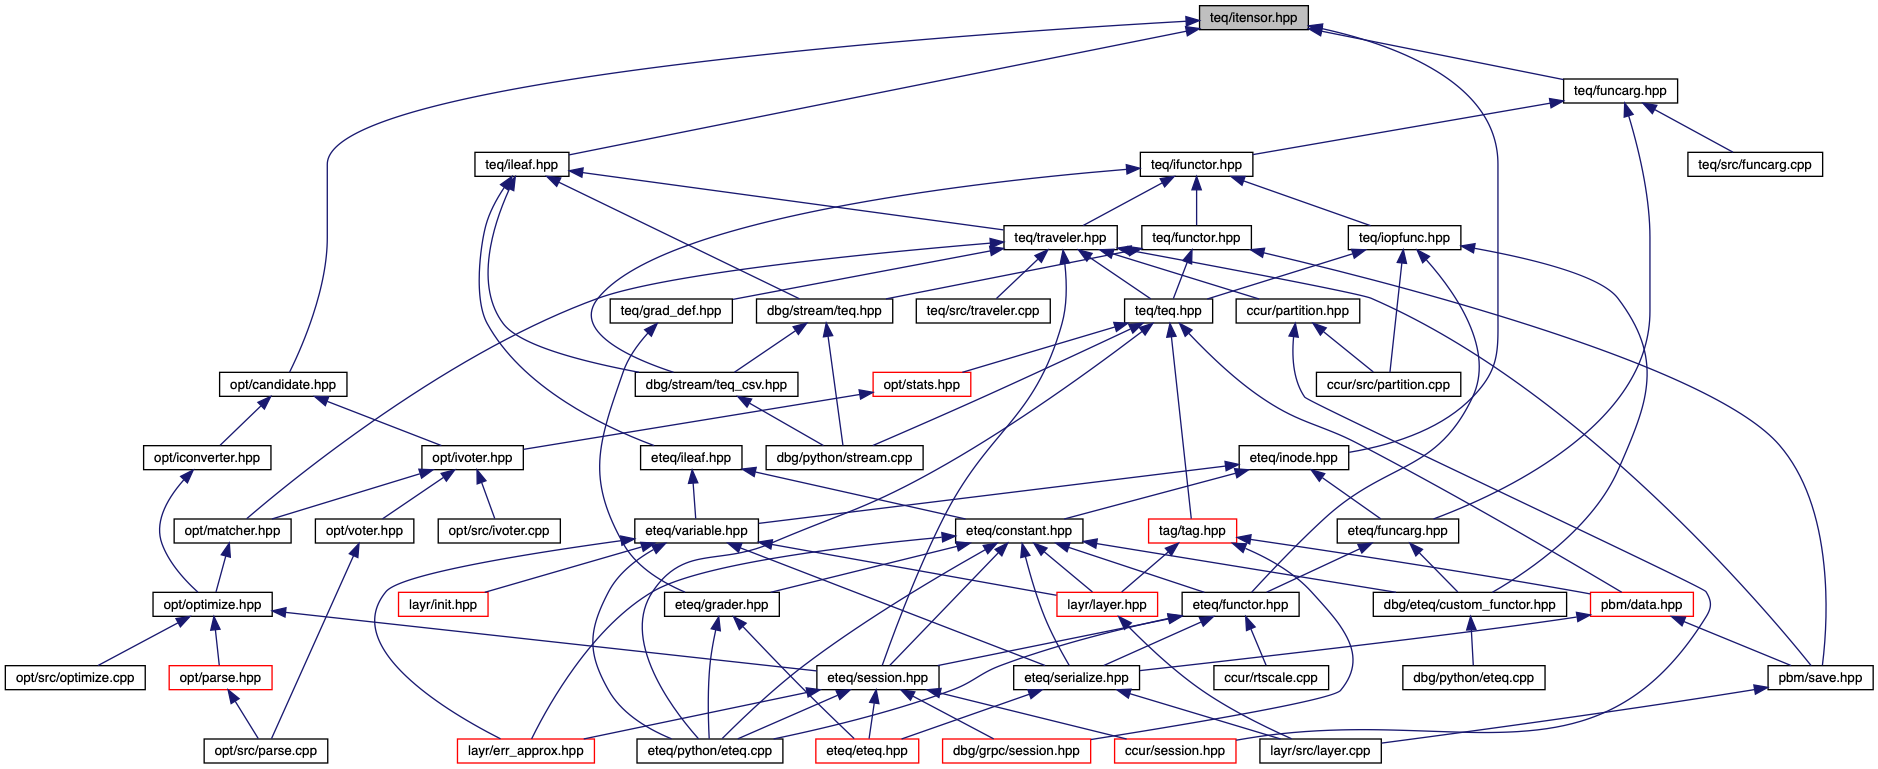 teq/itensor.hpp
teq/funcarg.hpp
teq/ileaf.hpp
teq/ifunctor.hpp
teq/src/funcarg.cpp
teq/traveler.hpp
teq/functor.hpp
teq/iopfunc.hpp
teq/grad_def.hpp
dbg/stream/teq.hpp
teq/src/traveler.cpp
teq/teq.hpp
ccur/partition.hpp
opt/candidate.hpp
dbg/stream/teq_csv.hpp
opt/stats.hpp
ccur/src/partition.cpp
opt/iconverter.hpp
opt/ivoter.hpp
eteq/ileaf.hpp
dbg/python/stream.cpp
eteq/inode.hpp
opt/matcher.hpp
opt/voter.hpp
opt/src/ivoter.cpp
eteq/variable.hpp
eteq/constant.hpp
tag/tag.hpp
eteq/funcarg.hpp
opt/optimize.hpp
layr/init.hpp
eteq/grader.hpp
layr/layer.hpp
eteq/functor.hpp
dbg/eteq/custom_functor.hpp
pbm/data.hpp
opt/src/optimize.cpp
opt/parse.hpp
eteq/session.hpp
eteq/serialize.hpp
ccur/rtscale.cpp
dbg/python/eteq.cpp
pbm/save.hpp
opt/src/parse.cpp
layr/err_approx.hpp
eteq/python/eteq.cpp
eteq/eteq.hpp
dbg/grpc/session.hpp
ccur/session.hpp
layr/src/layer.cpp